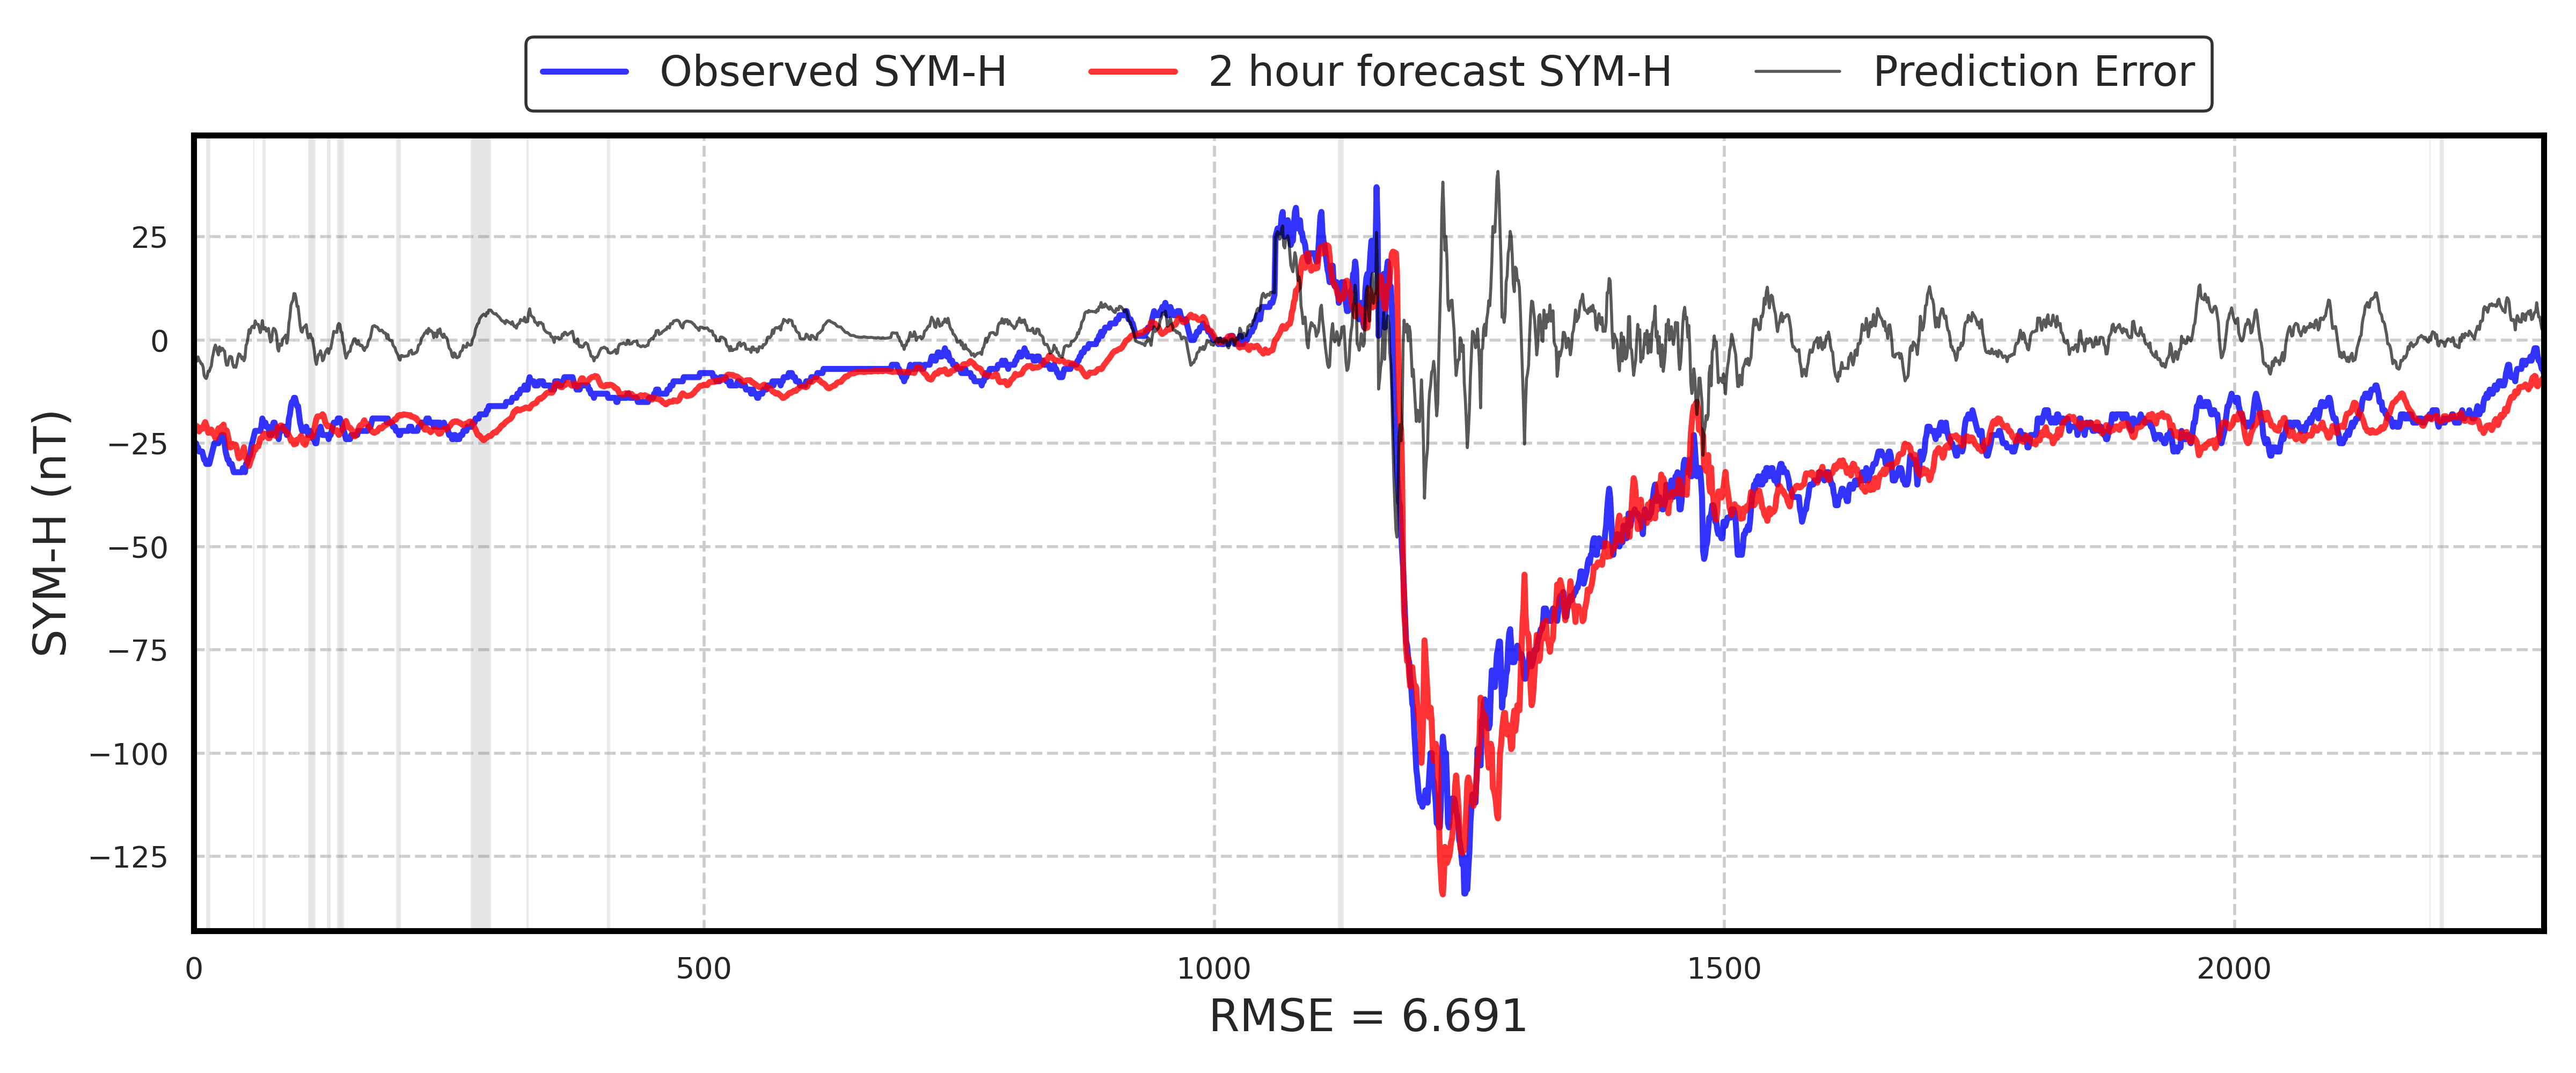 Observed SYM-H 2 hour forecast SYM-H Prediction Error
SYM-H (nT)
25
0
−25
−50
−75
−100
−125
0 500 1000 1500 2000
RMSE = 6.691